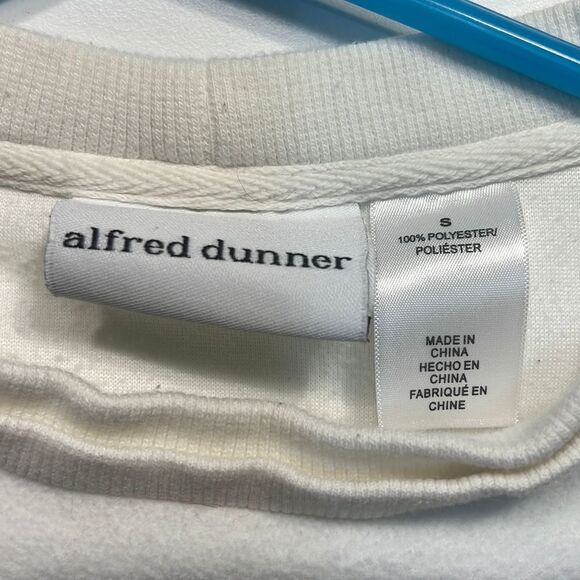 alfred dunner
S
100% POLYESTER/
POLIÉSTER
MADE IN
CHINA
HECHO EN
CHINA
FABRIQUÉ EN
CHINE